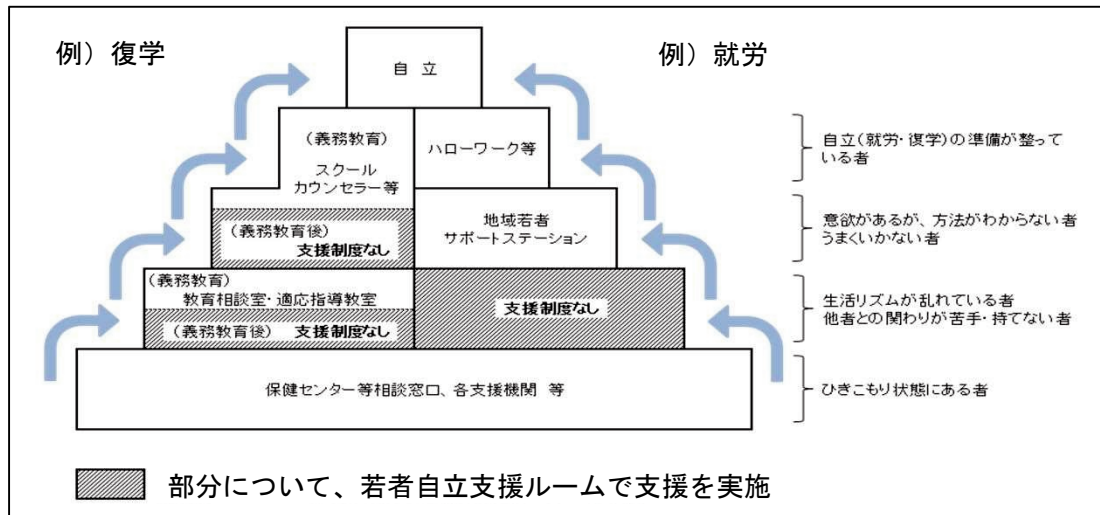 例）復学
例）就労
自 立
（義務教育）
スクール
カウンセラー等
ハローワーク等
自立（就労・復学）の準備が整って
いる者
（義務教育後）
支援制度なし
地域若者
サポートステーション
意欲があるが、方法がわからない者
うまくいかない者
（義務教育）
教育相談室・適応指導教室
（義務教育後） 支援制度なし
支援制度なし
生活リズムが乱れている者
他者との関わりが苦手・持てない者
保健センター等相談窓口、各支援機関 等
ひきこもり状態にある者
部分について、若者自立支援ルームで支援を実施